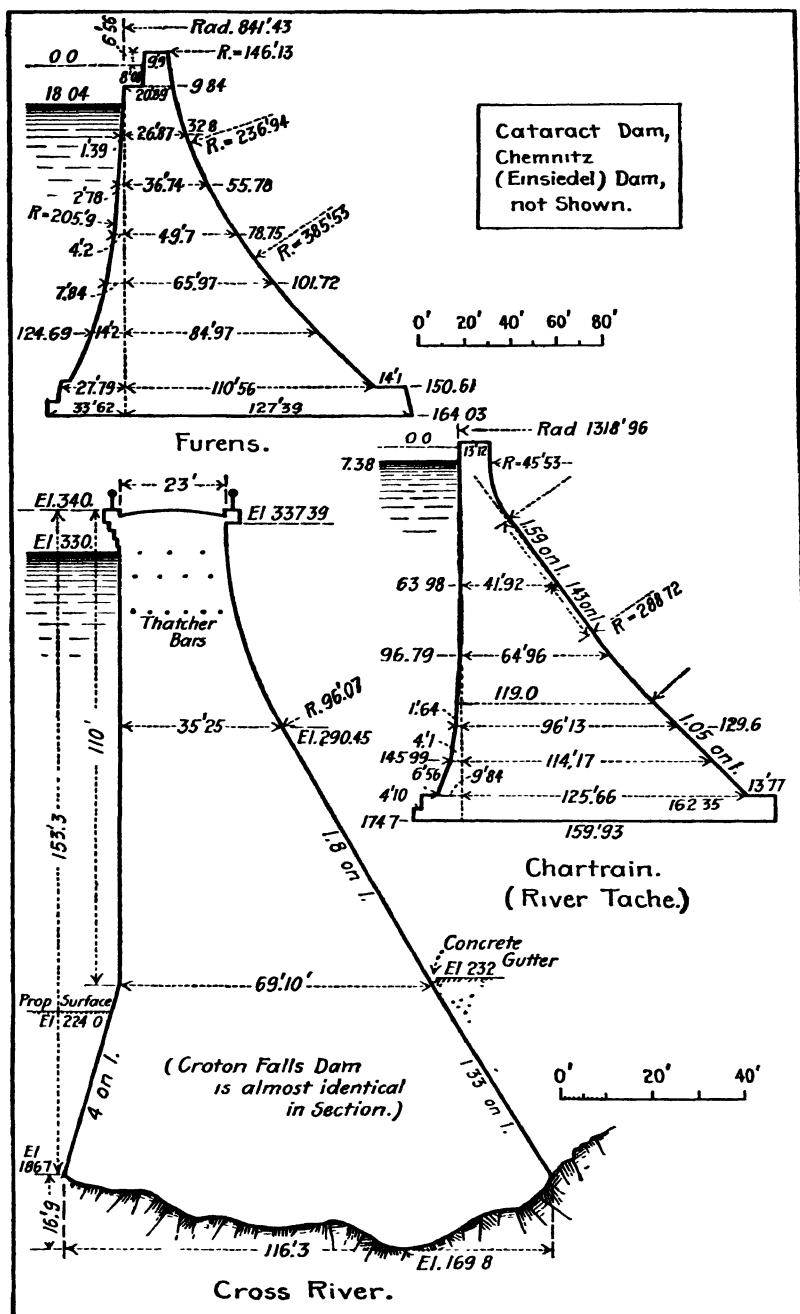 6'56
Rad. 841'.43
R.=146'.13
0 0
9'.9
8'
20'89
9 84
18 04
26'.87
32 8
R.=236'.94
1'.39
36'.74
55.78
2'78
R=205'.9
49'.7
78.75
R.=385'.53
4'.2
65'.97
101.72
7'.84
124.69
14'.2
84'.97
27'.79
110'56
14'.1
150.61
33'.62
127'.39
164 03
Furens.
Cataract Dam,
Chemnitz
(Einsiedel) Dam,
not Shown.
0' 20' 40' 60' 80'
Rad 1318'96
0 0
13'12
7.38
R=45'.53
1.59 on 1.
63 98
41'.92
1.43 on 1.
R=288'72
96.79
64'96
119.0
1'.64
96'13
129.6
1.05 on 1.
4'.1
145 99
114'.17
6'56
9'84
4'10
125'.66
13'77
162 35
174 7
159'.93
Chartrain.
(River Tache.)
23'
El.340.
El 337 39
El 330.
Thatcher
Bars
35'25
R.96'.07
El.290.45
110'
153'.3
1.8 on 1.
Concrete
Gutter
El 232
69'.10'
Prop Surface
El 224 0
4 on 1.
(Croton Falls Dam
is almost identical
in Section.)
1 33 on 1.
0' 20' 40'
El
186 7
16'.9
116'.3
El.169 8
Cross River.